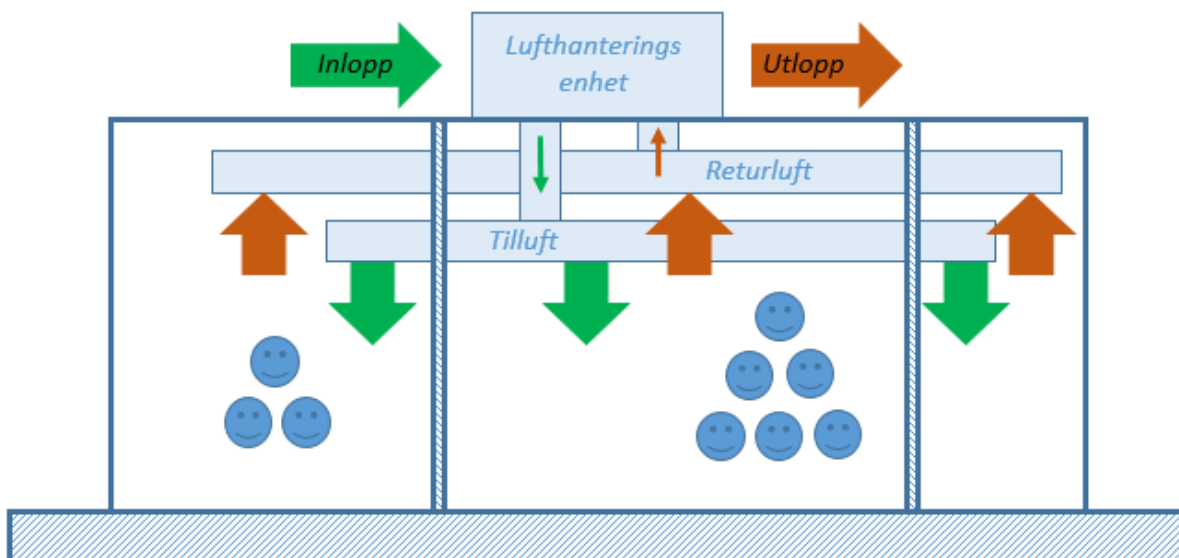 Inlopp
Lufthanterings
enhet
Utlopp
Returluft
Tilluft